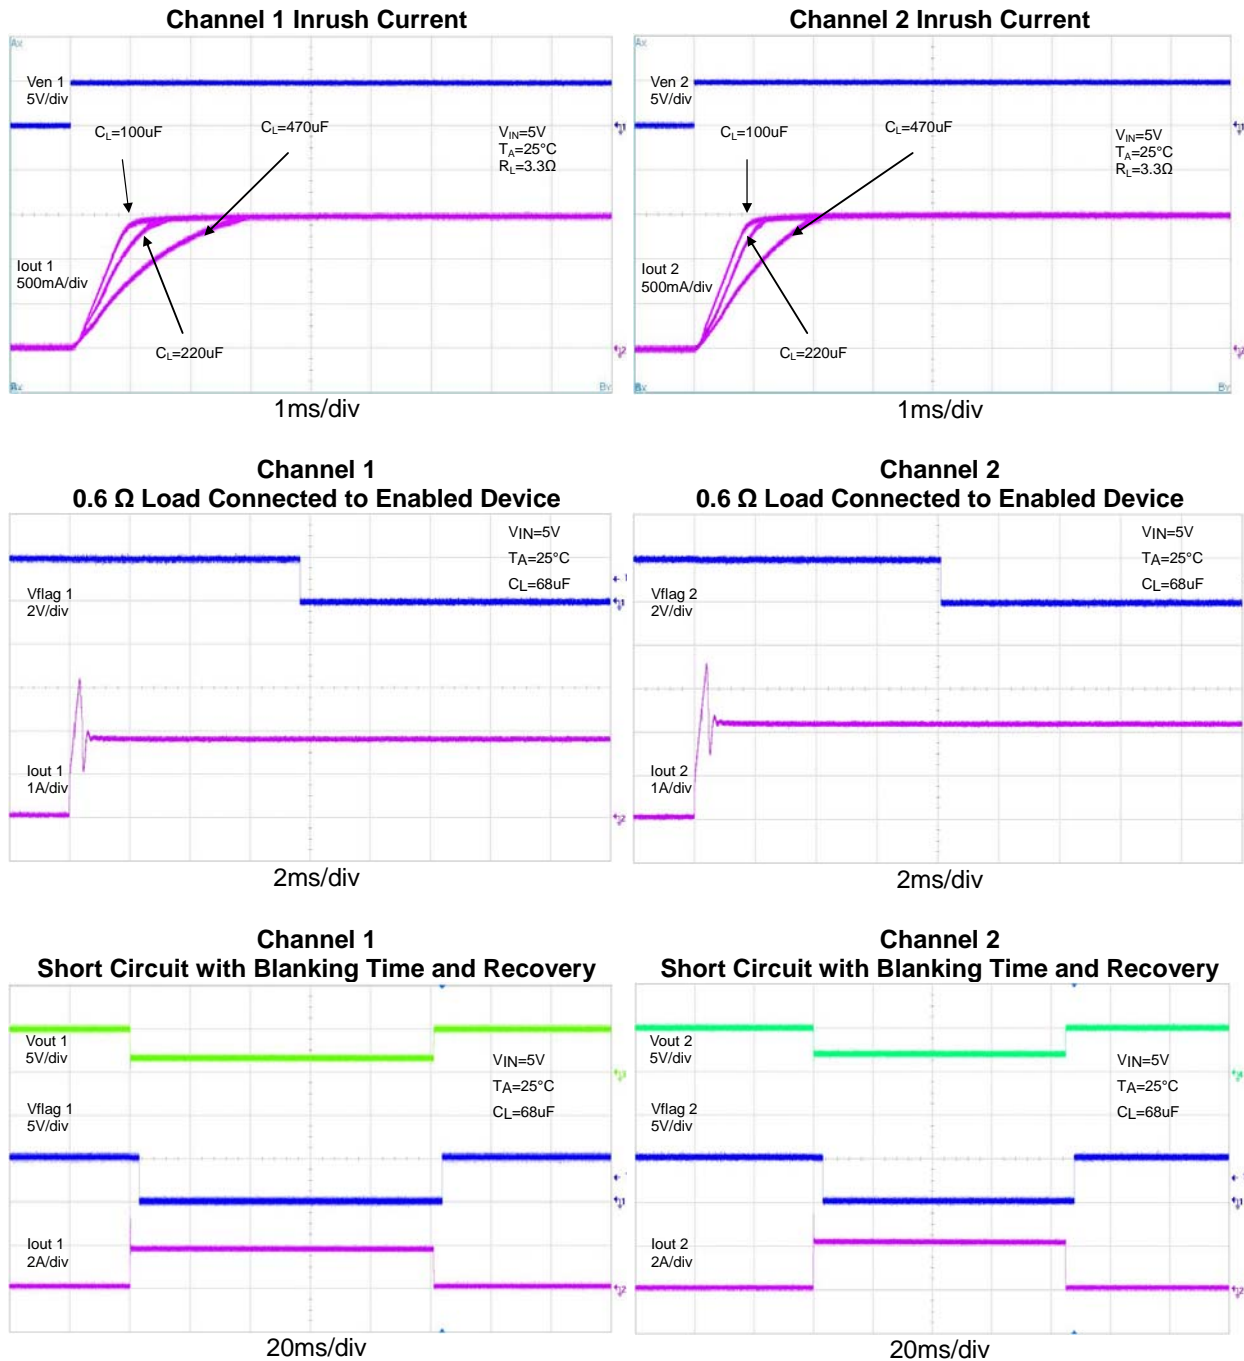 Channel 1 Inrush Current
Ax
Ven 1
5V/div
CL=100uF
CL=470uF
VIN=5V
TA=25°C
RL=3.3Ω
Iout 1
500mA/div
CL=220uF
By
1ms/div
Channel 2 Inrush Current
Ax
Ven 2
5V/div
CL=100uF
CL=470uF
VIN=5V
TA=25°C
RL=3.3Ω
Iout 2
500mA/div
CL=220uF
By
1ms/div
Channel 1
0.6 Ω Load Connected to Enabled Device
VIN=5V
TA=25°C
CL=68uF
Vflag 1
2V/div
Iout 1
1A/div
2ms/div
Channel 2
0.6 Ω Load Connected to Enabled Device
VIN=5V
TA=25°C
CL=68uF
Vflag 2
2V/div
Iout 2
1A/div
2ms/div
Channel 1
Short Circuit with Blanking Time and Recovery
Vout 1
5V/div
VIN=5V
TA=25°C
CL=68uF
Vflag 1
5V/div
Iout 1
2A/div
20ms/div
Channel 2
Short Circuit with Blanking Time and Recovery
Vout 2
5V/div
VIN=5V
TA=25°C
CL=68uF
Vflag 2
5V/div
Iout 2
2A/div
20ms/div